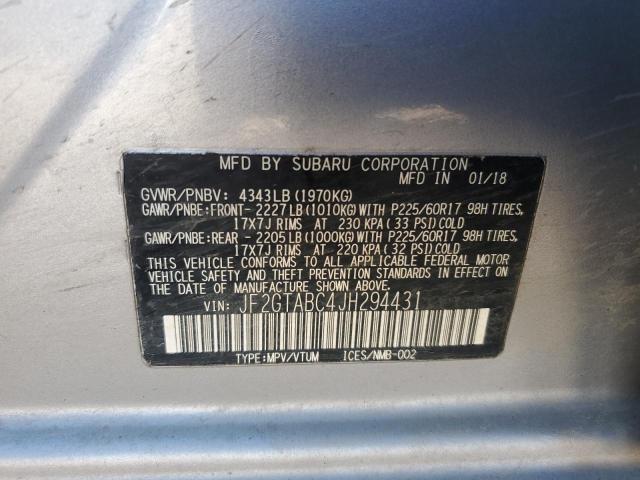 MFD BY SUBARU CORPORATION
MFD IN 01/18
GVWR/PNBV: 4343LB(1970KG)
GAWR/PNBE:FRONT- 2227LB(1010KG)WITH P225/60R17 98H TIRES,
17X7J RIMS AT 230 KPA(33 PSI)COLD
GAWR/PNBE:REAR - 2205LB(1000KG)WITH P225/60R17 98H TIRES,
17X7J RIMS AT 220 KPA(32 PSI)COLD
THIS VEHICLE CONFORMS TO ALL APPLICABLE FEDERAL MOTOR
VEHICLE SAFETY AND THEFT PREVENTION STANDARDS IN EFFECT ON
THE DATE OF MANUFACTURE SHOWN ABOVE.
VIN: JF2GTABC4JH294431
TYPE:MPV/VTUM ICES/NMB-002